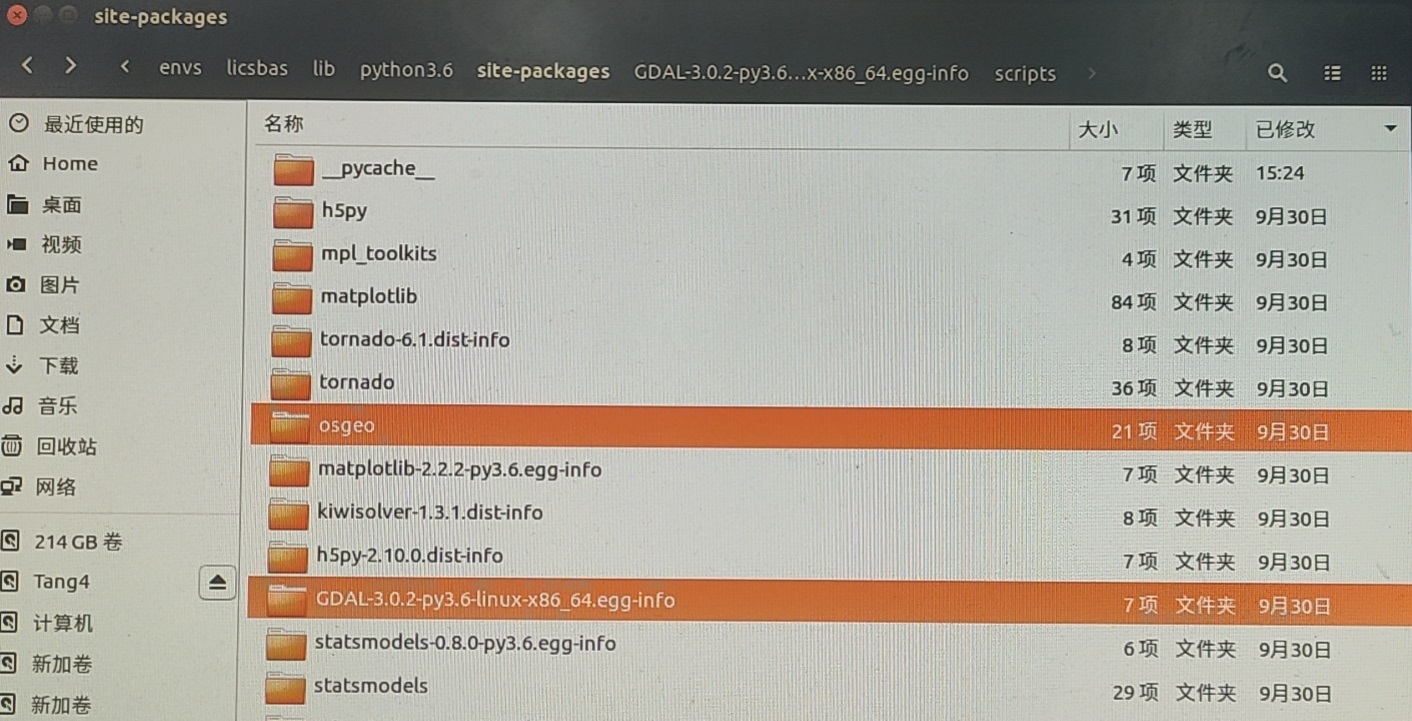 site-packages
envs licsbas lib python3.6 site-packages GDAL-3.0.2-py3.6...x-x86_64.egg-info scripts
最近使用的
Home
桌面
视频
图片
文档
下载
音乐
回收站
网络
214 GB 卷
Tang4
计算机
新加卷
新加卷
名称 大小 类型 已修改
__pycache__ 7 项 文件夹 15:24
h5py 31 项 文件夹 9月30日
mpl_toolkits 4 项 文件夹 9月30日
matplotlib 84 项 文件夹 9月30日
tornado-6.1.dist-info 8 项 文件夹 9月30日
tornado 36 项 文件夹 9月30日
osgeo 21 项 文件夹 9月30日
matplotlib-2.2.2-py3.6.egg-info 7 项 文件夹 9月30日
kiwisolver-1.3.1.dist-info 8 项 文件夹 9月30日
h5py-2.10.0.dist-info 7 项 文件夹 9月30日
GDAL-3.0.2-py3.6-linux-x86_64.egg-info 7 项 文件夹 9月30日
statsmodels-0.8.0-py3.6.egg-info 6 项 文件夹 9月30日
statsmodels 29 项 文件夹 9月30日